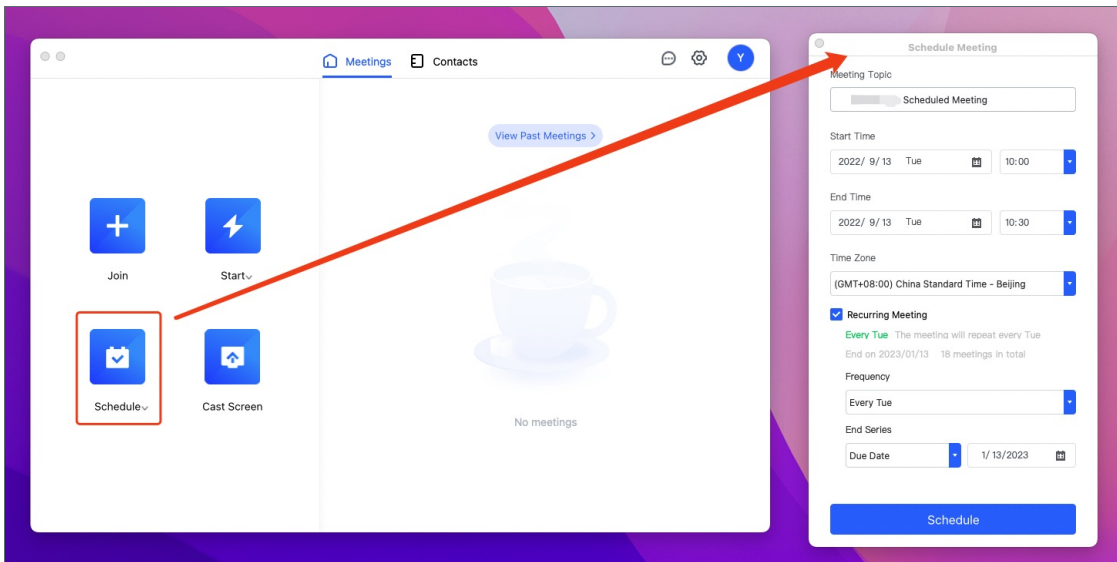 Meetings
Contacts
Y
View Past Meetings >
Join
Start
Schedule
Cast Screen
No meetings
Schedule Meeting
Meeting Topic
Scheduled Meeting
Start Time
2022/ 9/ 13 Tue 10:00
End Time
2022/ 9/ 13 Tue 10:30
Time Zone
(GMT+08:00) China Standard Time - Beijing
Recurring Meeting
Every Tue The meeting will repeat every Tue
End on 2023/01/13 18 meetings in total
Frequency
Every Tue
End Series
Due Date 1/ 13/2023
Schedule